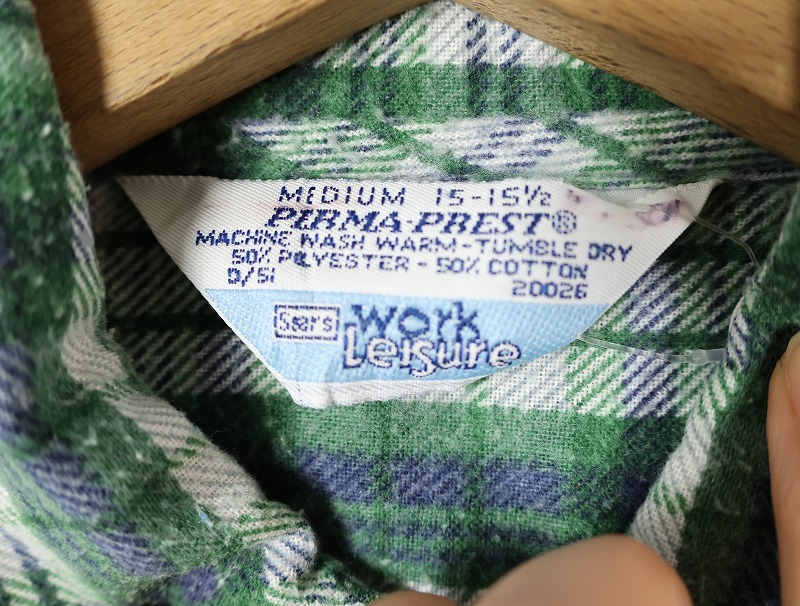 MEDIUM 15-15½
PERMA-PREST®
MACHINE WASH WARM-TUMBLE DRY
50% POLYESTER - 50% COTTON
D/SI
20026
Sears
Work
Leisure